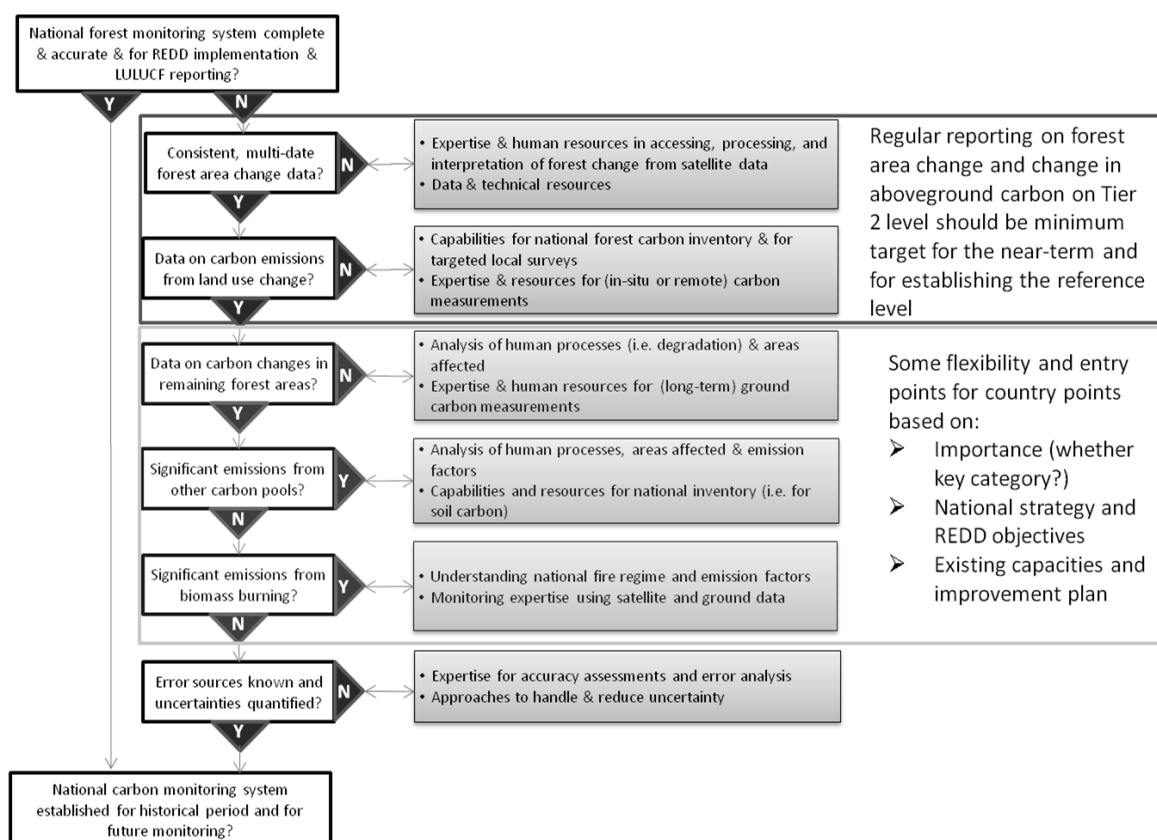 National forest monitoring system complete
& accurate & for REDD implementation &
LULUCF reporting?
Y
N
Consistent, multi-date
forest area change data?
N
Y
• Expertise & human resources in accessing, processing, and
interpretation of forest change from satellite data
• Data & technical resources
Regular reporting on forest
area change and change in
aboveground carbon on Tier
2 level should be minimum
target for the near-term and
for establishing the reference
level
Data on carbon emissions
from land use change?
N
Y
• Capabilities for national forest carbon inventory & for
targeted local surveys
• Expertise & resources for (in-situ or remote) carbon
measurements
Data on carbon changes in
remaining forest areas?
N
Y
• Analysis of human processes (i.e. degradation) & areas
affected
• Expertise & human resources for (long-term) ground
carbon measurements
Some flexibility and entry
points for country points
based on:
➢ Importance (whether
key category?)
➢ National strategy and
REDD objectives
➢ Existing capacities and
improvement plan
Significant emissions from
other carbon pools?
Y
N
• Analysis of human processes, areas affected & emission
factors
• Capabilities and resources for national inventory (i.e. for
soil carbon)
Significant emissions from
biomass burning?
Y
N
• Understanding national fire regime and emission factors
• Monitoring expertise using satellite and ground data
Error sources known and
uncertainties quantified?
N
Y
• Expertise for accuracy assessments and error analysis
• Approaches to handle & reduce uncertainty
National carbon monitoring system
established for historical period and for
future monitoring?